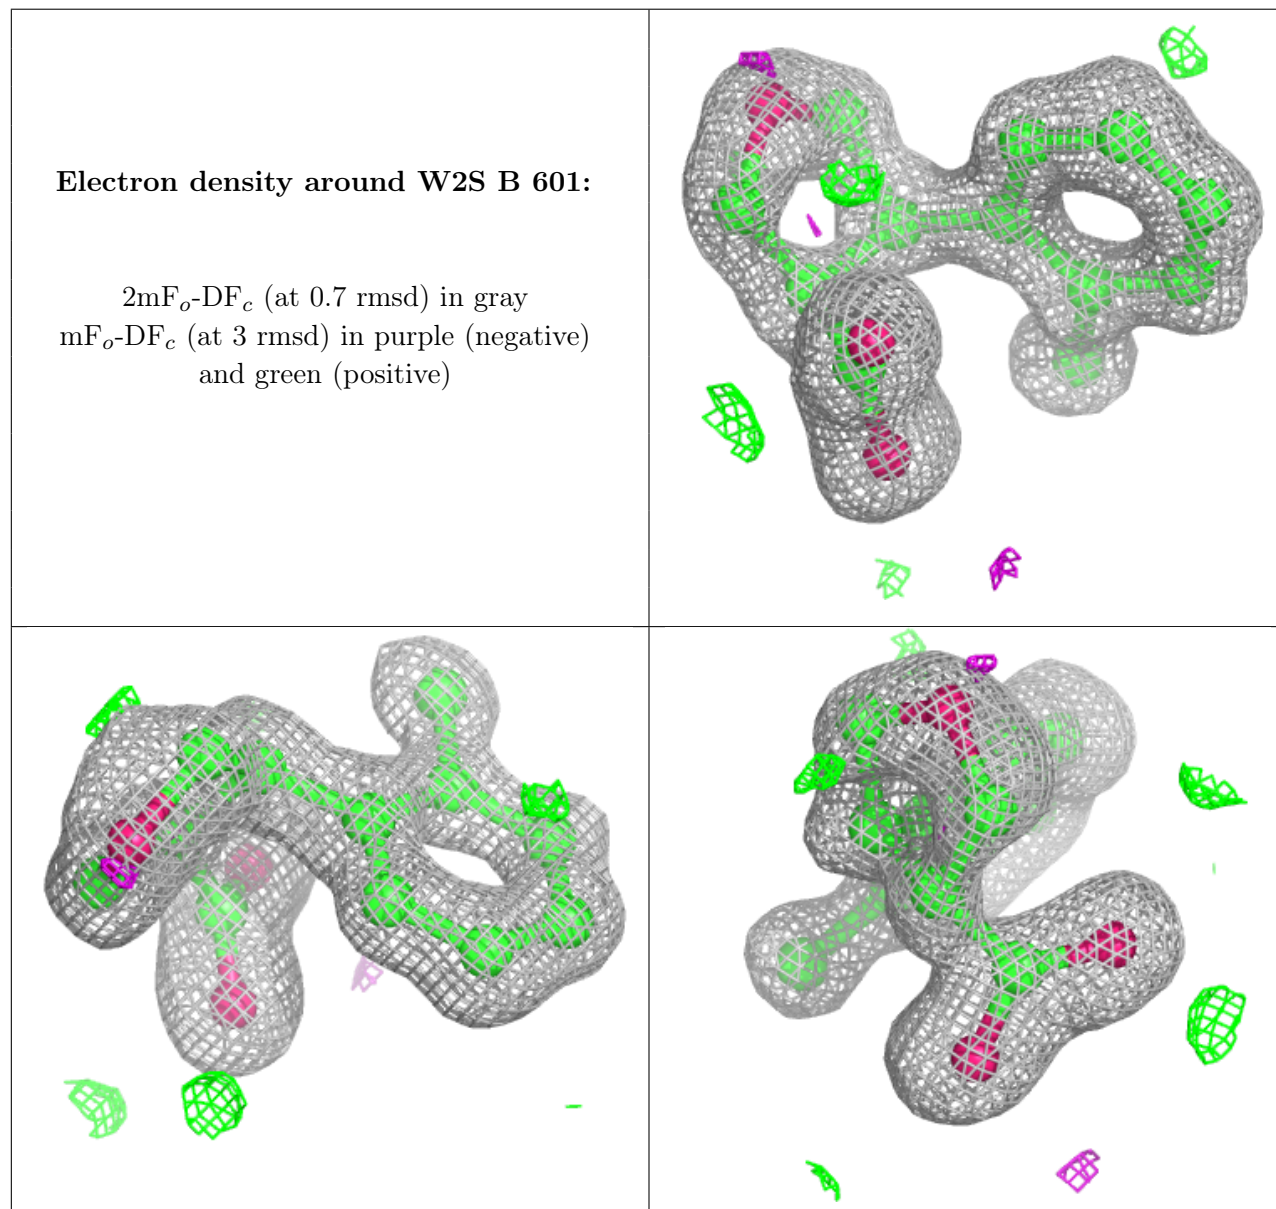 Electron density around W2S B 601:
2mFₒ-DF𝒸 (at 0.7 rmsd) in gray
mFₒ-DF𝒸 (at 3 rmsd) in purple (negative)
and green (positive)